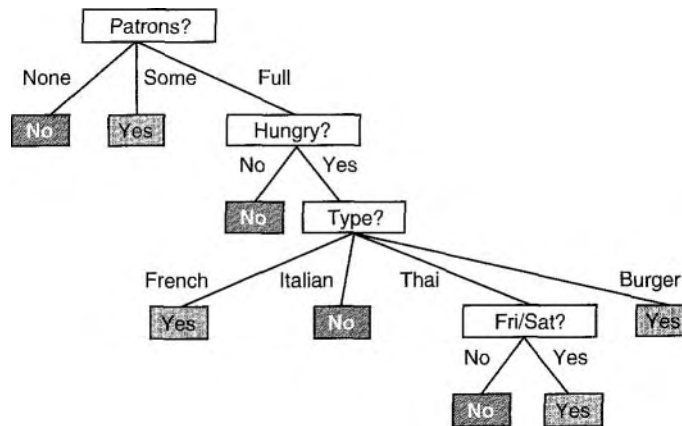 Patrons?
None Some Full
No Yes Hungry?
No Yes
No Type?
French Italian Thai Burger
Yes No Fri/Sat? Yes
No Yes
No Yes